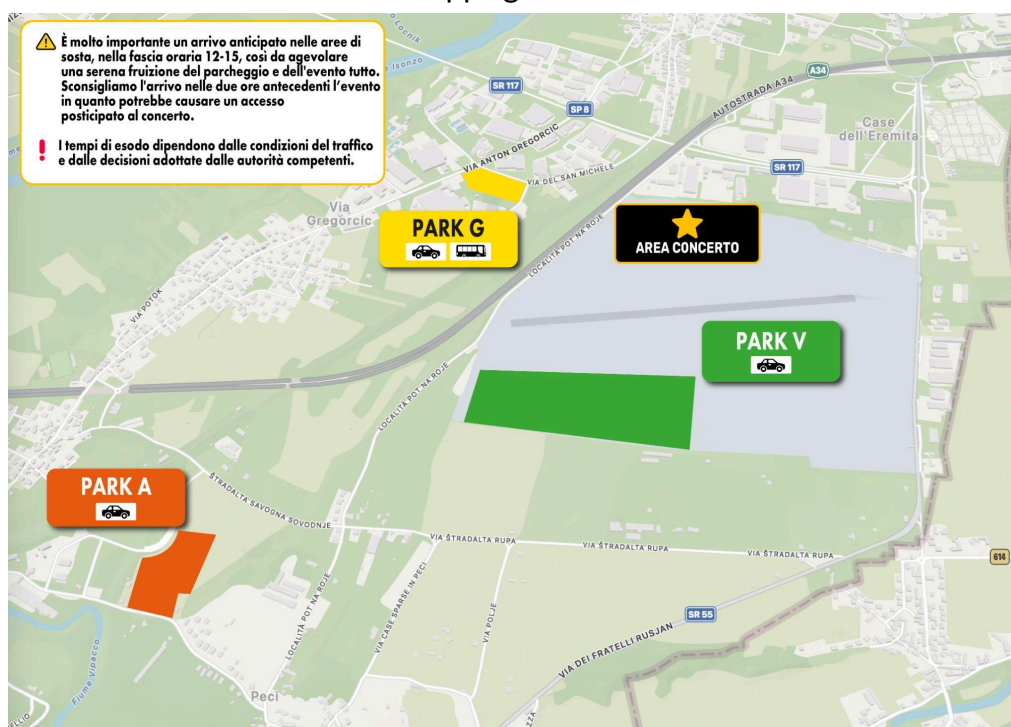 È molto importante un arrivo anticipato nelle aree di
sosta, nella fascia oraria 12-15, così da agevolare
una serena fruizione del parcheggio e dell'evento tutto.
Sconsigliamo l'arrivo nelle due ore antecedenti l'evento
in quanto potrebbe causare un accesso
posticipato al concerto.
I tempi di esodo dipendono dalle condizioni del traffico
e dalle decisioni adottate dalle autorità competenti.
Locnik
Isonzo
SR 117
SP 8
A34
AUTOSTRADA A34
Case
dell'Eremita
VIA ANTON GREGORCIC
SR 117
VIA DEL SAN MICHELE
Via
Gregorcic
PARK G
AREA CONCERTO
LOCALITÀ POT NA ROJE
VIA POTOK
PARK V
LOCALITÀ POT NA ROJE
PARK A
ŠTRADALTA SAVOGNA SOVODNJE
VIA ŠTRADALTA RUPA
VIA ŠTRADALTA RUPA
VIA ŠTRADALTA RUPA
614
LOCALITÀ POT NA ROJE
VIA CASE SPARSE IN PECI
VIA POLJE
SR 55
VIA DEI FRATELLI RUSJAN
Fiume Vipacco
Peci